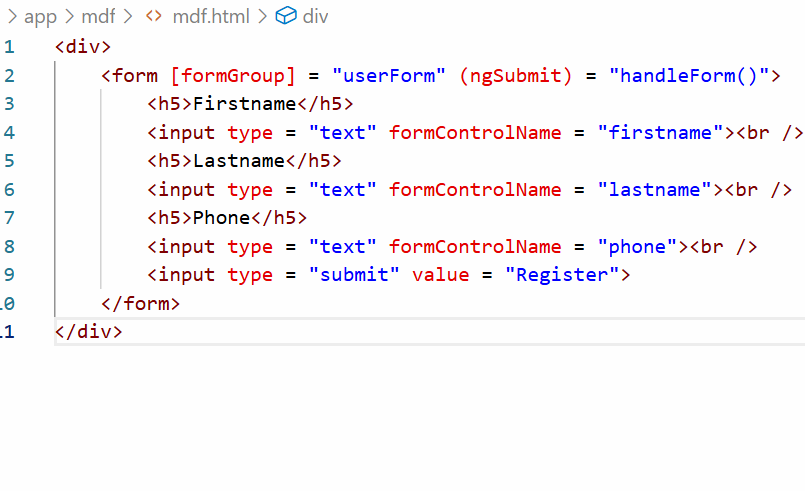 > app > mdf > <> mdf.html > div
1 <div>
2 <form [formGroup] = "userForm" (ngSubmit) = "handleForm()">
3 <h5>Firstname</h5>
4 <input type = "text" formControlName = "firstname"><br />
5 <h5>Lastname</h5>
6 <input type = "text" formControlName = "lastname"><br />
7 <h5>Phone</h5>
8 <input type = "text" formControlName = "phone"><br />
9 <input type = "submit" value = "Register">
10 </form>
11 </div>